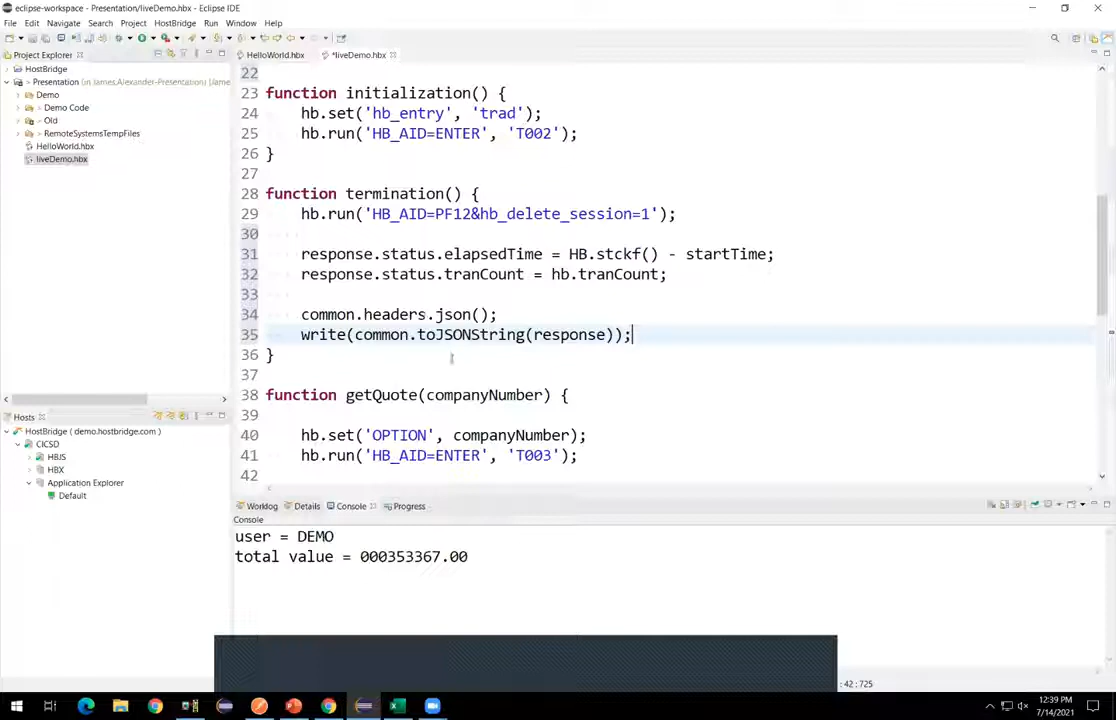 eclipse-workspace - Presentation/liveDemo.hbx - Eclipse IDE
File Edit Navigate Search Project HostBridge Run Window Help
Project Explorer
HelloWorld.hbx
*liveDemo.hbx
HostBridge
Presentation (in James.Alexander-Presentation) [Jame
Demo
Demo Code
Old
RemoteSystemsTempFiles
HelloWorld.hbx
liveDemo.hbx
22
23 function initialization() {
24 hb.set('hb_entry', 'trad');
25 hb.run('HB_AID=ENTER', 'T002');
26 }
27
28 function termination() {
29 hb.run('HB_AID=PF12&hb_delete_session=1');
30
31 response.status.elapsedTime = HB.stckf() - startTime;
32 response.status.tranCount = hb.tranCount;
33
34 common.headers.json();
35 write(common.toJSONString(response));
36 }
37
38 function getQuote(companyNumber) {
39
40 hb.set('OPTION', companyNumber);
41 hb.run('HB_AID=ENTER', 'T003');
42
Hosts
HostBridge ( demo.hostbridge.com )
CICSD
HBJS
HBX
Application Explorer
Default
Worklog Details Console Progress
Console
user = DEMO
total value = 000353367.00
: 42 : 725
12:39 PM
7/14/2021